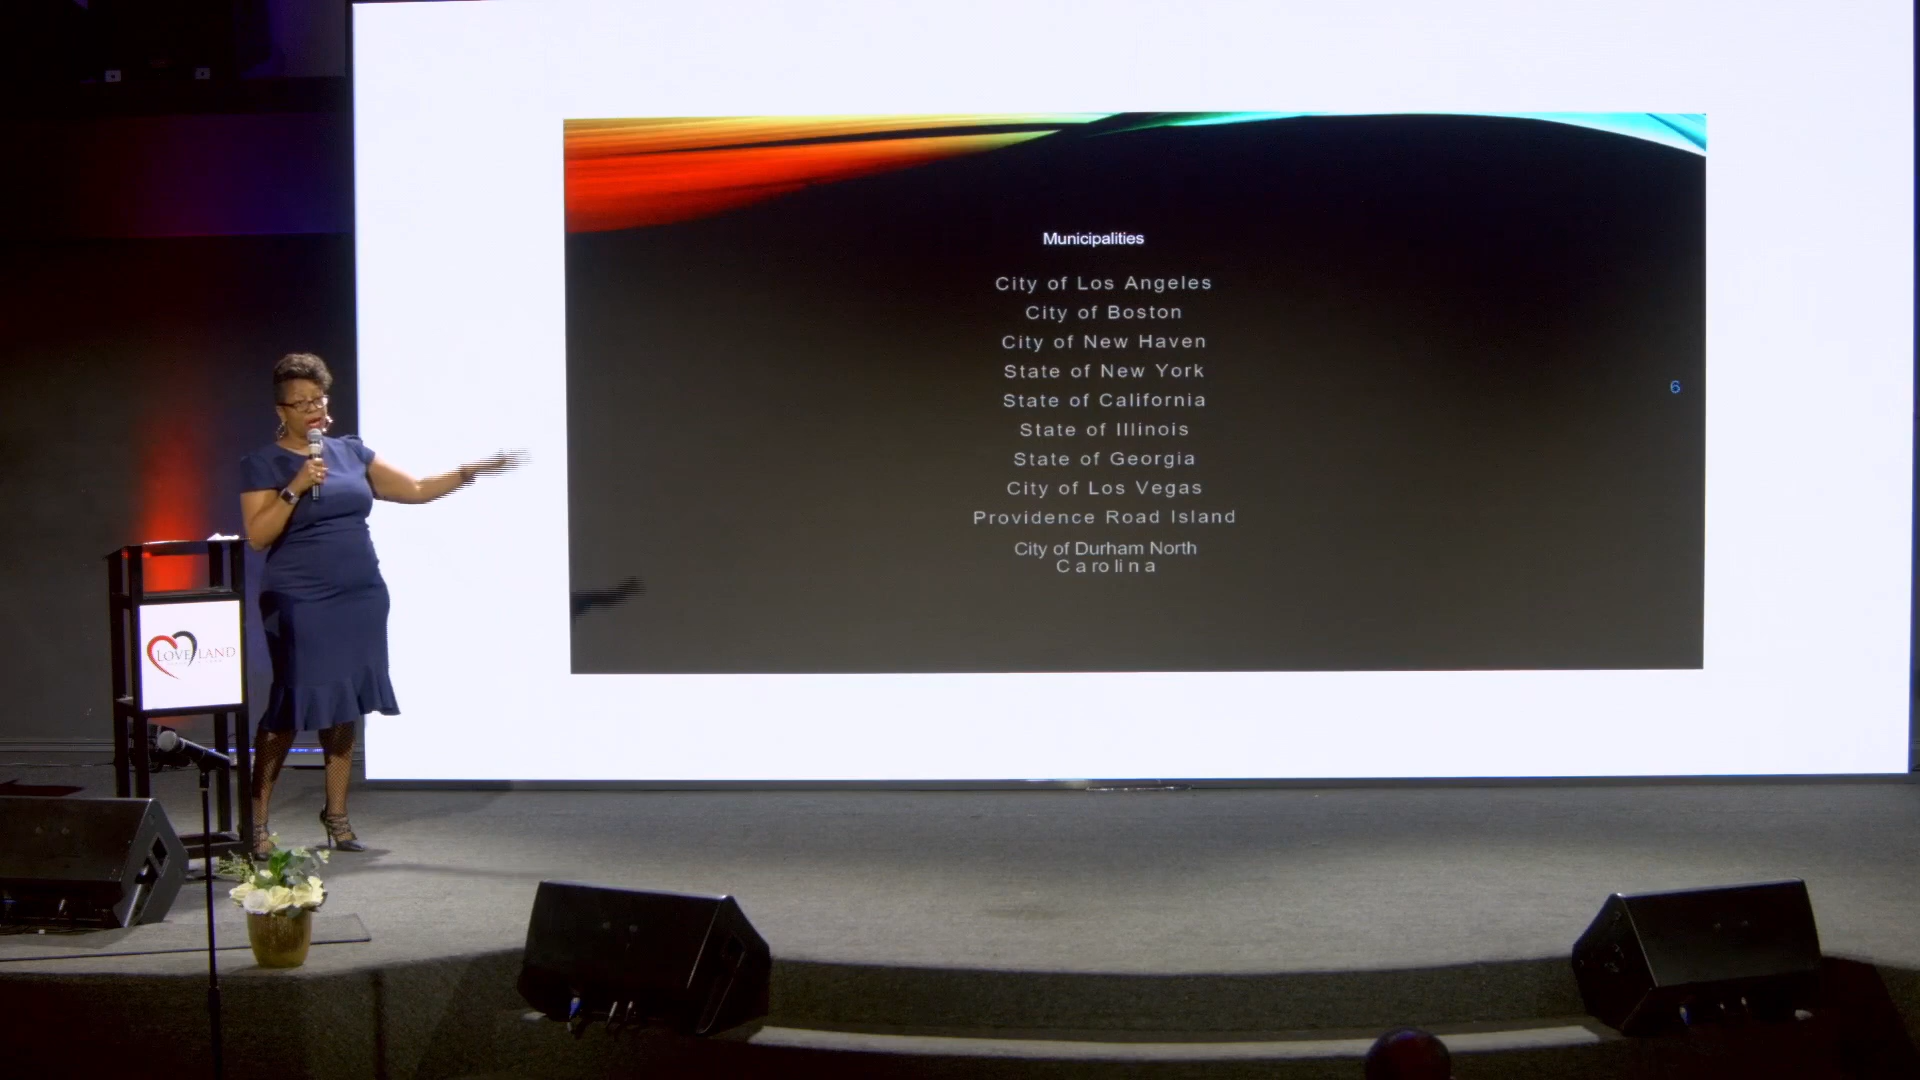 Municipalities
City of Los Angeles
City of Boston
City of New Haven
State of New York
State of California
State of Illinois
State of Georgia
City of Los Vegas
Providence Road Island
City of Durham North
Carolina
6
LOVE LAND